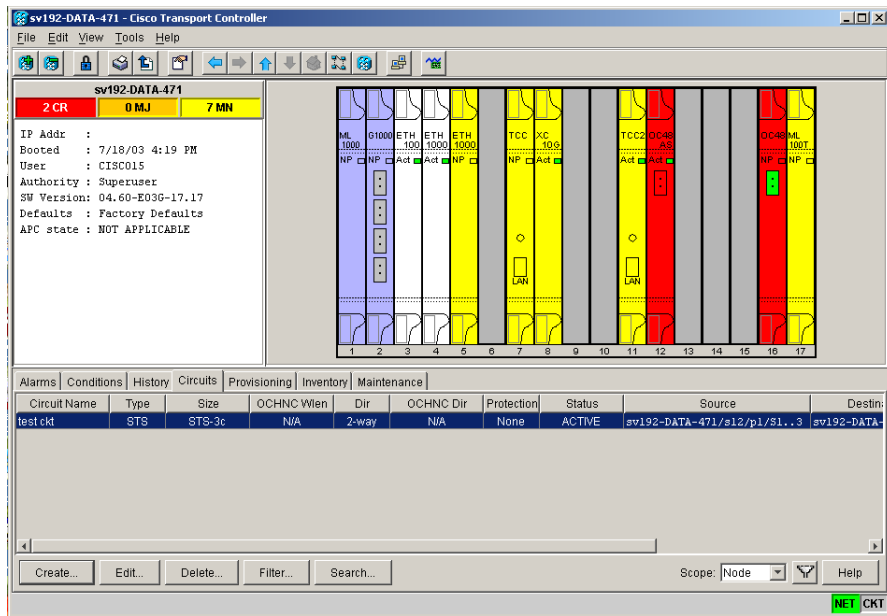 sv192-DATA-471 - Cisco Transport Controller
File Edit View Tools Help
sv192-DATA-471
2 CR 0 MJ 7 MN
IP Addr :
Booted : 7/18/03 4:19 PM
User : CISCO15
Authority : Superuser
SW Version: 04.60-E03G-17.17
Defaults : Factory Defaults
APC state : NOT APPLICABLE
ML 1000 G1000 ETH 100 ETH 1000 ETH 1000 TCC XC 10G TCC2 OC48 AS OC48 ML 100T
NP NP Act Act NP Act Act NP NP
LAN LAN
1 2 3 4 5 6 7 8 9 10 11 12 13 14 15 16 17
Alarms Conditions History Circuits Provisioning Inventory Maintenance
Circuit Name Type Size OCHNC Wlen Dir OCHNC Dir Protection Status Source Destin
test ckt STS STS-3c N/A 2-way N/A None ACTIVE sv192-DATA-471/s12/p1/S1..3 sv192-DATA-
Create... Edit... Delete... Filter... Search... Scope: Node Help
NET CKT